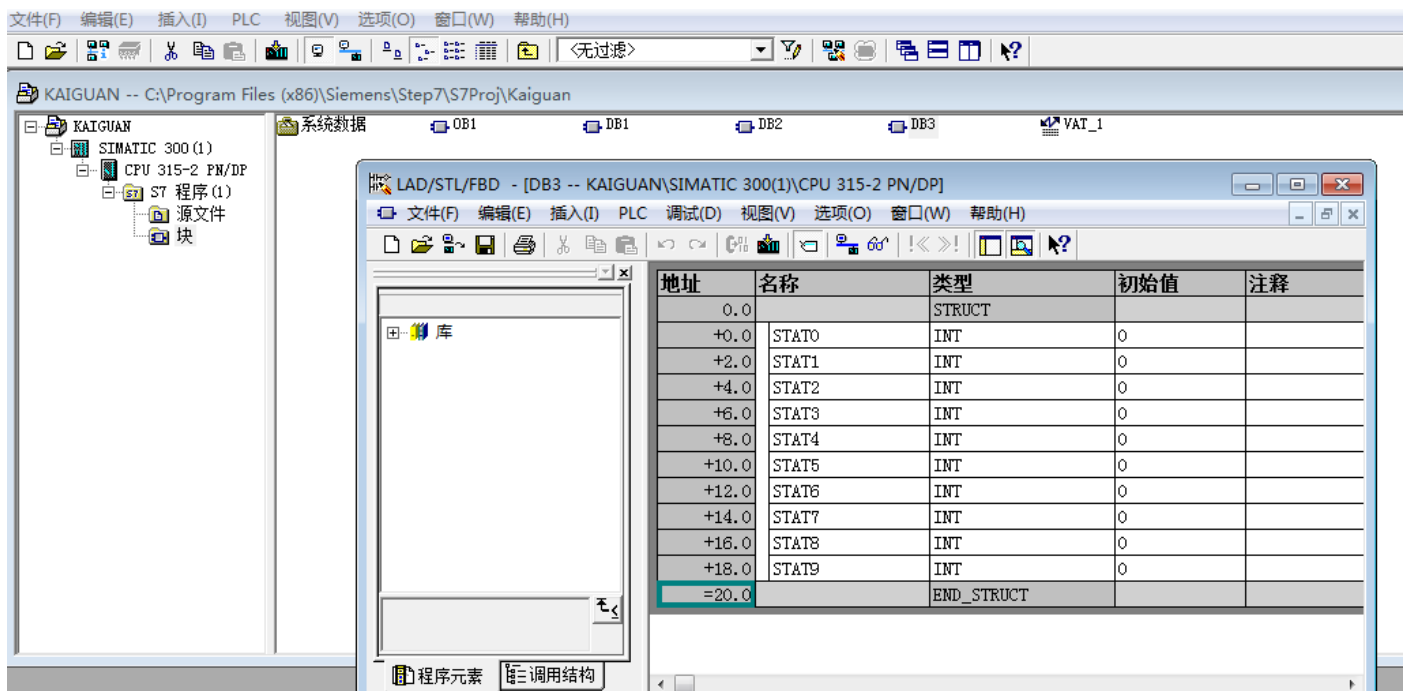 文件(F) 编辑(E) 插入(I) PLC 视图(V) 选项(O) 窗口(W) 帮助(H)
<无过滤>
KAIGUAN -- C:\Program Files (x86)\Siemens\Step7\S7Proj\Kaiguan
KAIGUAN
SIMATIC 300(1)
CPU 315-2 PN/DP
S7 程序(1)
源文件
块
系统数据 OB1 DB1 DB2 DB3 VAT_1
LAD/STL/FBD - [DB3 -- KAIGUAN\SIMATIC 300(1)\CPU 315-2 PN/DP]
文件(F) 编辑(E) 插入(I) PLC 调试(D) 视图(V) 选项(O) 窗口(W) 帮助(H)
库
程序元素 调用结构
地址 名称 类型 初始值 注释
0.0 STRUCT
+0.0 STAT0 INT 0
+2.0 STAT1 INT 0
+4.0 STAT2 INT 0
+6.0 STAT3 INT 0
+8.0 STAT4 INT 0
+10.0 STAT5 INT 0
+12.0 STAT6 INT 0
+14.0 STAT7 INT 0
+16.0 STAT8 INT 0
+18.0 STAT9 INT 0
=20.0 END_STRUCT